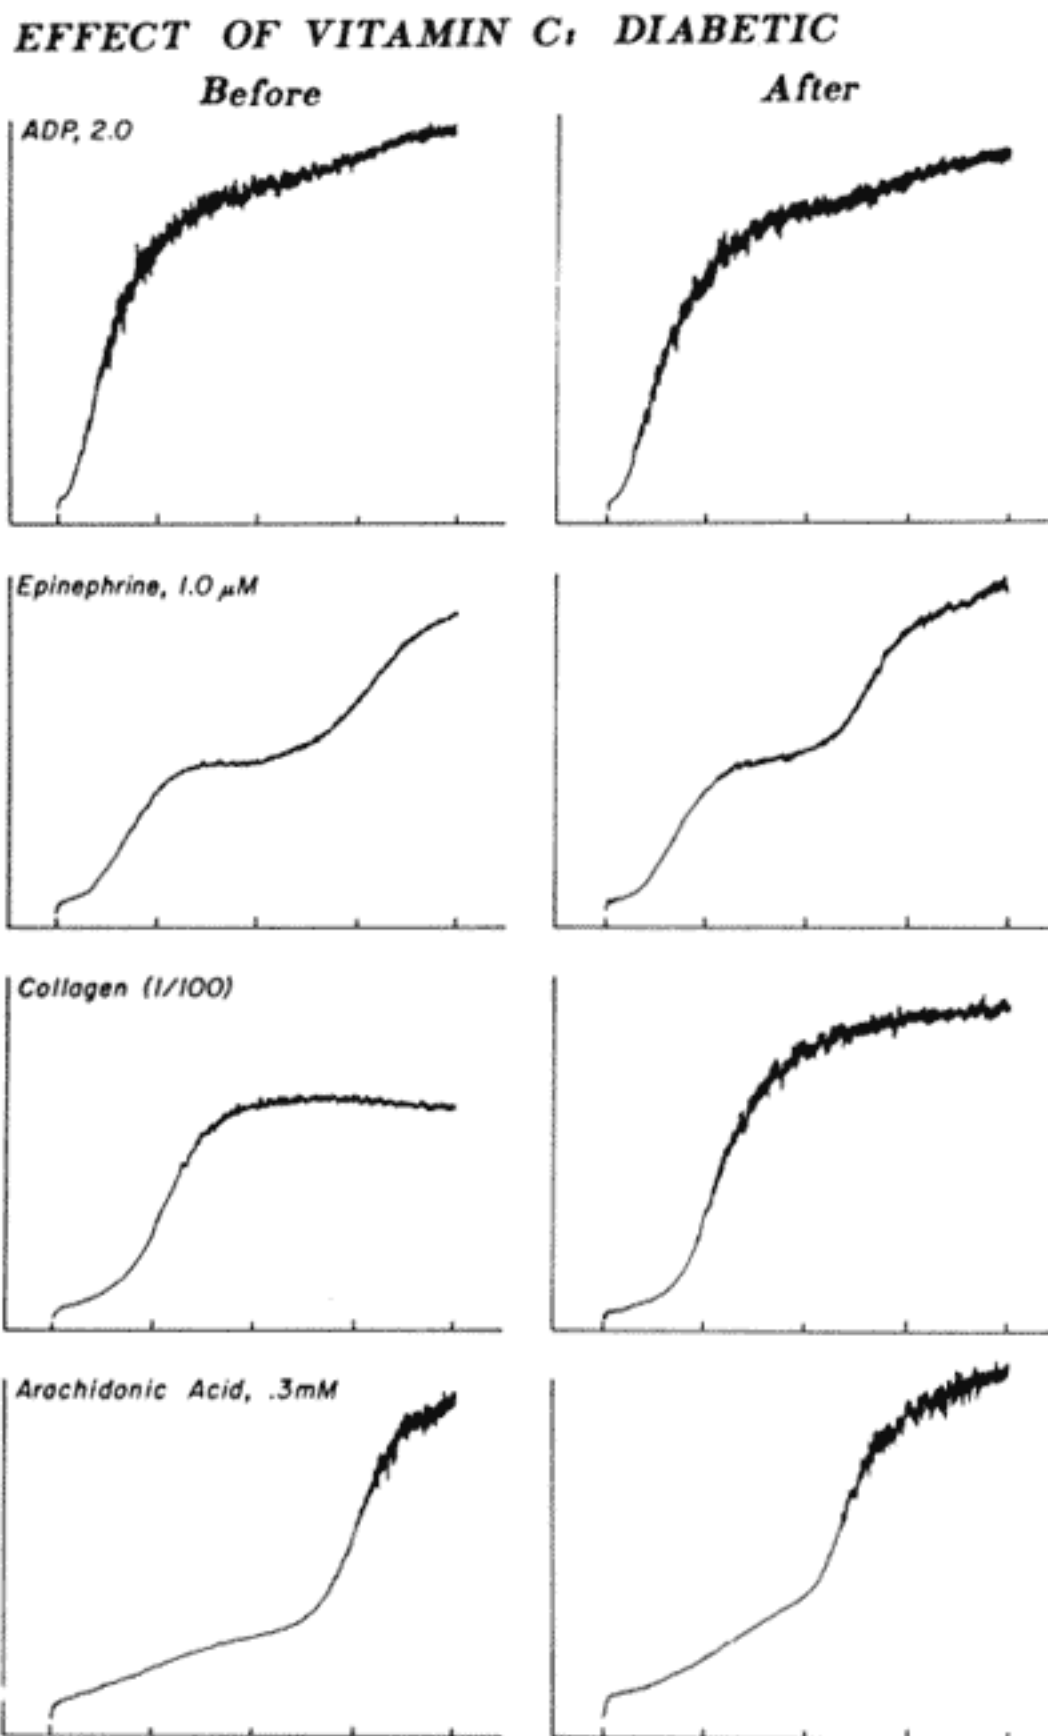 EFFECT OF VITAMIN C: DIABETIC
Before After
ADP, 2.0
Epinephrine, 1.0 μM
Collagen (1/100)
Arachidonic Acid, .3mM